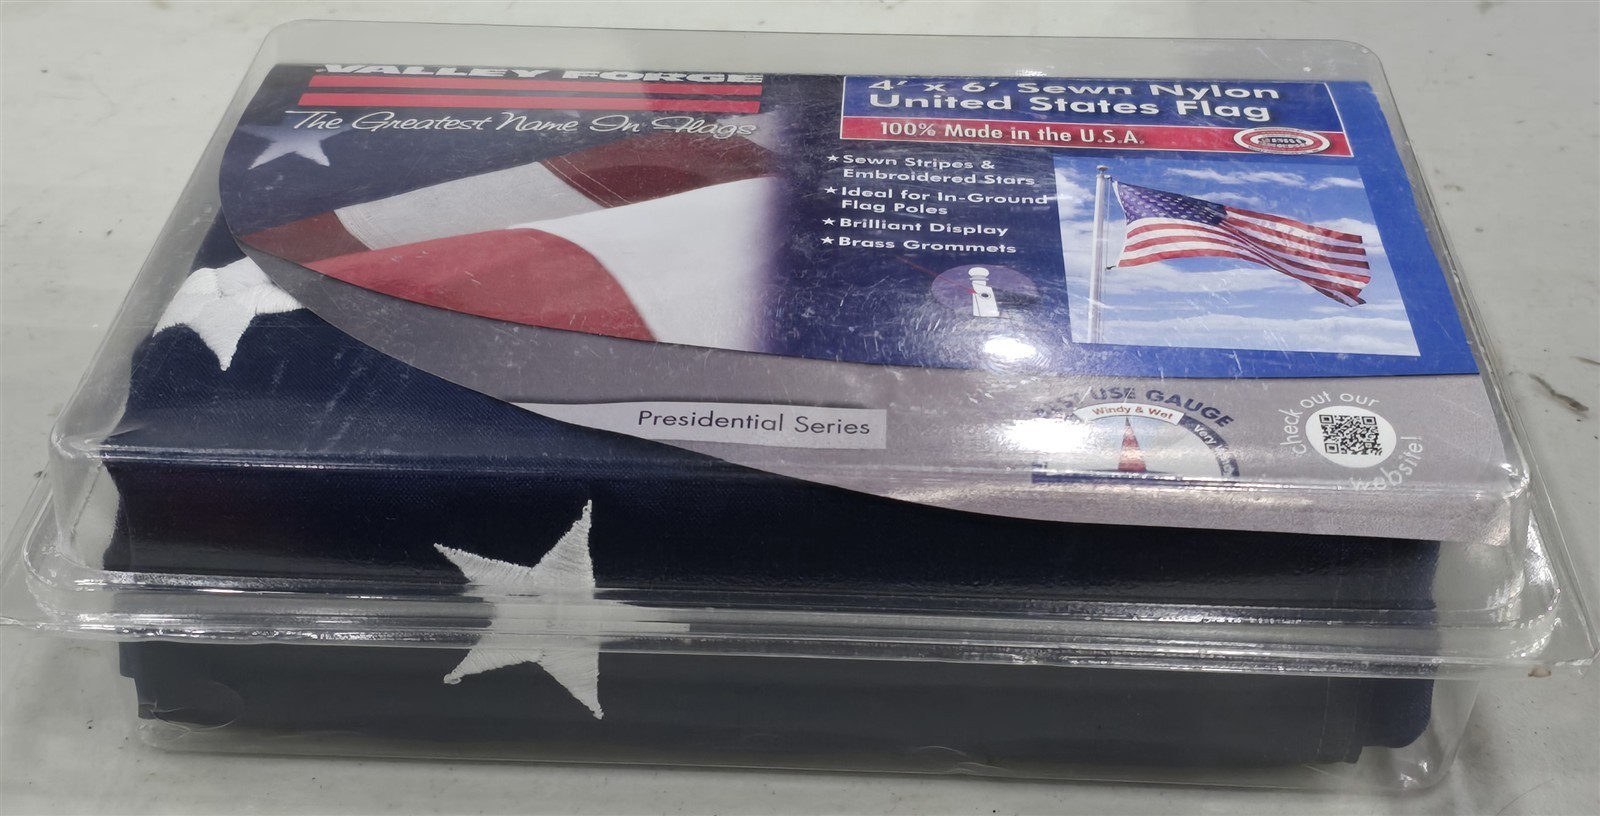 VALLEY FORGE
The Greatest Name In Flags
4' x 6' Sewn Nylon
United States Flag
100% Made in the U.S.A.
★ Sewn Stripes &
Embroidered Stars
★ Ideal for In-Ground
Flag Poles
★ Brilliant Display
★ Brass Grommets
Presidential Series
USE GAUGE
Windy & Wet
Very
check out our
website!